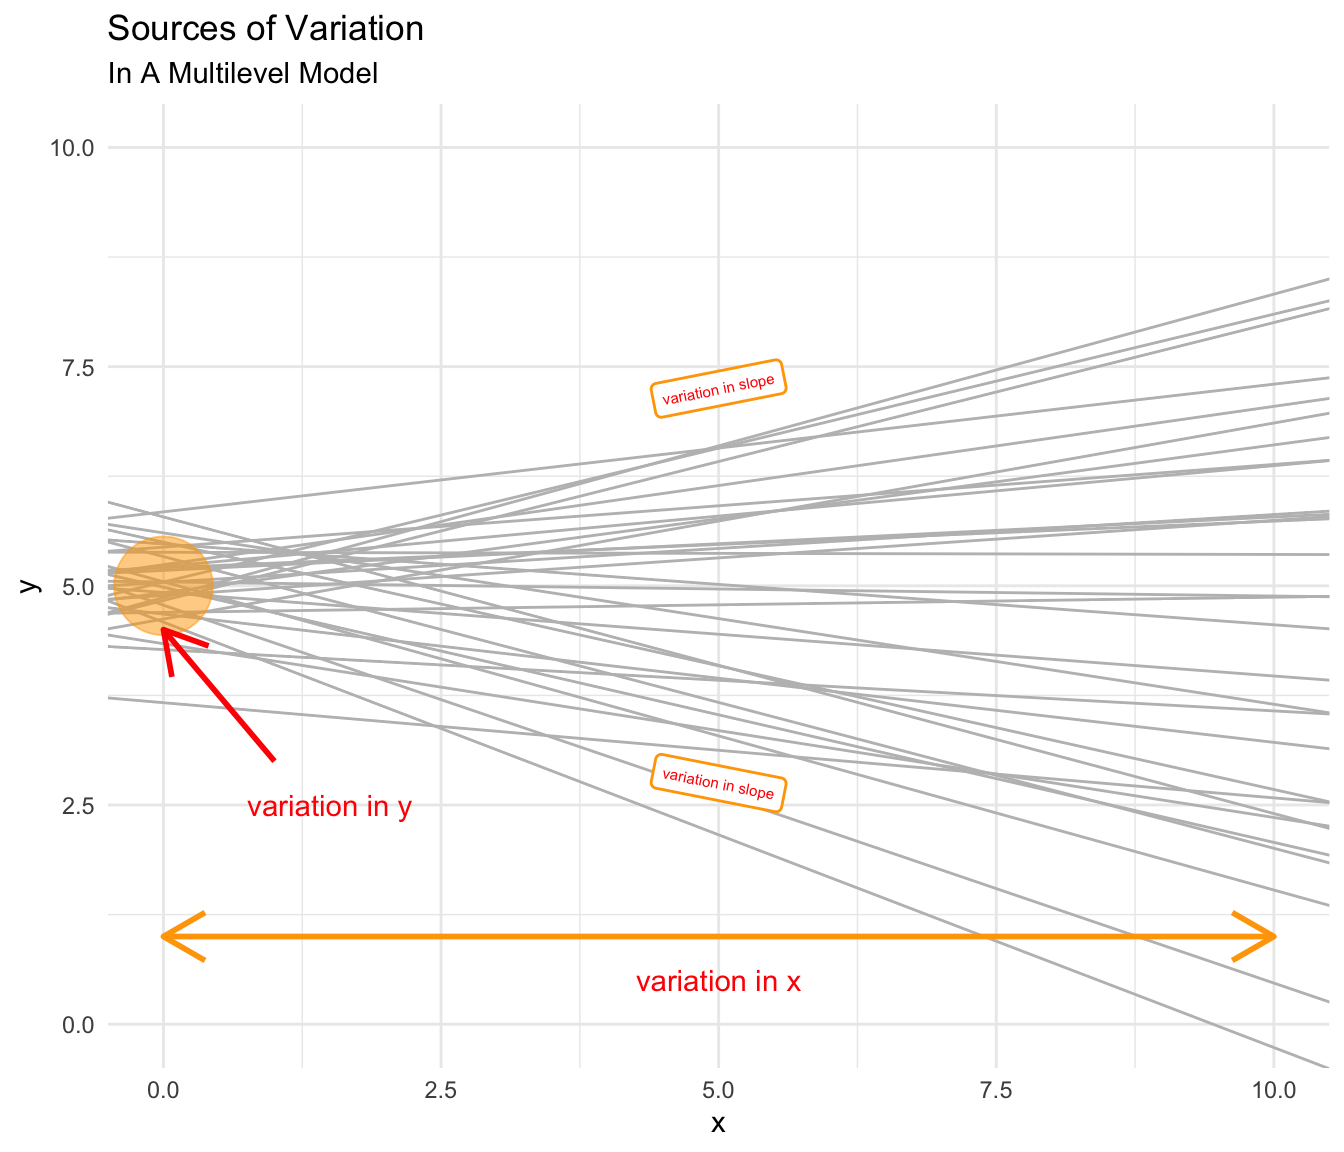 Sources of Variation
In A Multilevel Model
10.0
7.5
variation in slope
y
5.0
variation in slope
2.5
variation in y
variation in x
0.0
0.0 2.5 5.0 7.5 10.0
x